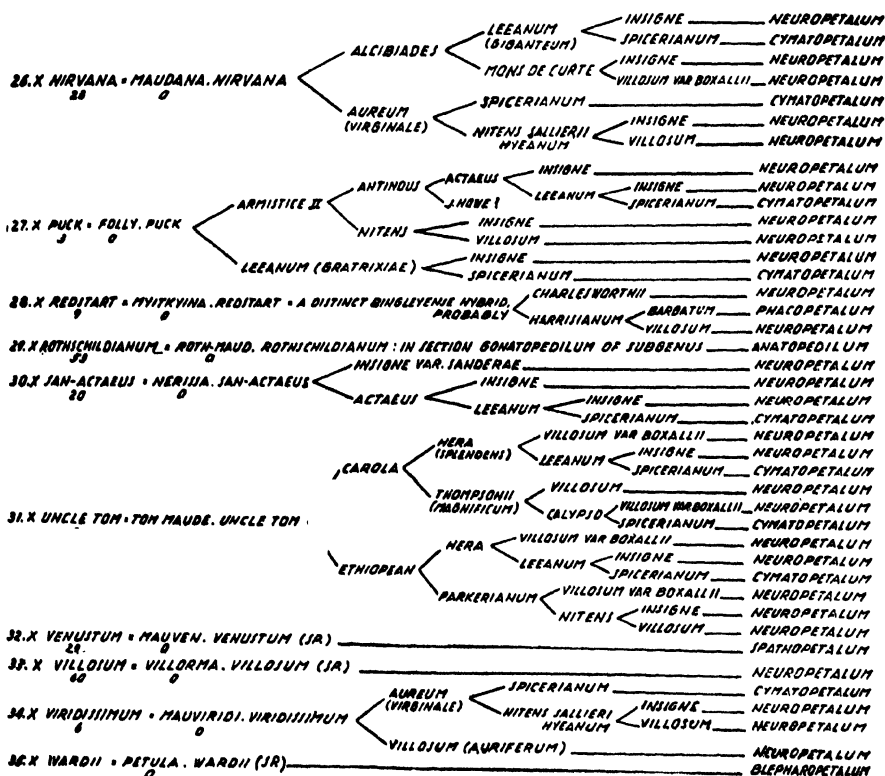 INSIGNE NEUROPETALUM
LEEANUM
(GIGANTEUM) SPICERIANUM CYMATOPETALUM
ALCIBIADES
MONS DE CURTE INSIGNE NEUROPETALUM
VILLOSUM VAR BOXALLII NEUROPETALUM
26. X NIRVANA = MAUDANA. NIRVANA
28 0
SPICERIANUM CYMATOPETALUM
AUREUM
(VIRGINALE)
NITENS SALLIERII
HYEANUM
INSIGNE NEUROPETALUM
VILLOSUM NEUROPETALUM
INSIGNE NEUROPETALUM
ACTAEUS
ANTINOUS LEEANUM INSIGNE NEUROPETALUM
J. HOWE? SPICERIANUM CYMATOPETALUM
ARMISTICE II
NITENS INSIGNE NEUROPETALUM
VILLOSUM NEUROPETALUM
27. X PUCK = FOLLY. PUCK
3 0
LEEANUM (GRATRIXIAE) INSIGNE NEUROPETALUM
SPICERIANUM CYMATOPETALUM
CHARLESWORTHII NEUROPETALUM
28. X REDSTART = MYITKYINA. REDSTART = A DISTINCT BINGLEYENSE HYBRID,
9 0 PROBABLY
HARRISIANUM BARBATUM PHACOPETALUM
VILLOSUM NEUROPETALUM
29. X ROTHSCHILDIANUM = ROTH-MAUD. ROTHSCHILDIANUM: IN SECTION GONATOPEDILUM OF SUBGENUS ANATOPEDILUM
53 0
INSIGNE VAR. SANDERAE NEUROPETALUM
30. X SAN-ACTAEUS = NERISSA. SAN-ACTAEUS
20 0
INSIGNE NEUROPETALUM
ACTAEUS LEEANUM INSIGNE NEUROPETALUM
SPICERIANUM CYMATOPETALUM
HERA
(SPLENDENS) VILLOSUM VAR BOXALLII NEUROPETALUM
LEEANUM INSIGNE NEUROPETALUM
SPICERIANUM CYMATOPETALUM
CAROLA
THOMPSONII
(MAGNIFICUM) VILLOSUM NEUROPETALUM
CALYPSO VILLOSUM VAR BOXALLII NEUROPETALUM
SPICERIANUM CYMATOPETALUM
31. X UNCLE TOM = TOM MAUDE. UNCLE TOM
HERA VILLOSUM VAR BOXALLII NEUROPETALUM
LEEANUM INSIGNE NEUROPETALUM
SPICERIANUM CYMATOPETALUM
ETHIOPEAN
PARKERIANUM VILLOSUM VAR BOXALLII NEUROPETALUM
NITENS INSIGNE NEUROPETALUM
VILLOSUM NEUROPETALUM
32. X VENUSTUM = MAUVEN. VENUSTUM (SP.) SPATHOPETALUM
0
33. X VILLOSUM = VILLORMA. VILLOSUM (SP.) NEUROPETALUM
60 0
AUREUM
(VIRGINALE) SPICERIANUM CYMATOPETALUM
NITENS SALLIERI
HYEANUM INSIGNE NEUROPETALUM
VILLOSUM NEUROPETALUM
34. X VIRIDISSIMUM = MAUVIRIDI. VIRIDISSIMUM
6 0
VILLOSUM (AURIFERUM) NEUROPETALUM
35. X WARDII = PETULA. WARDII (SP) BLEPHAROPETALUM
0